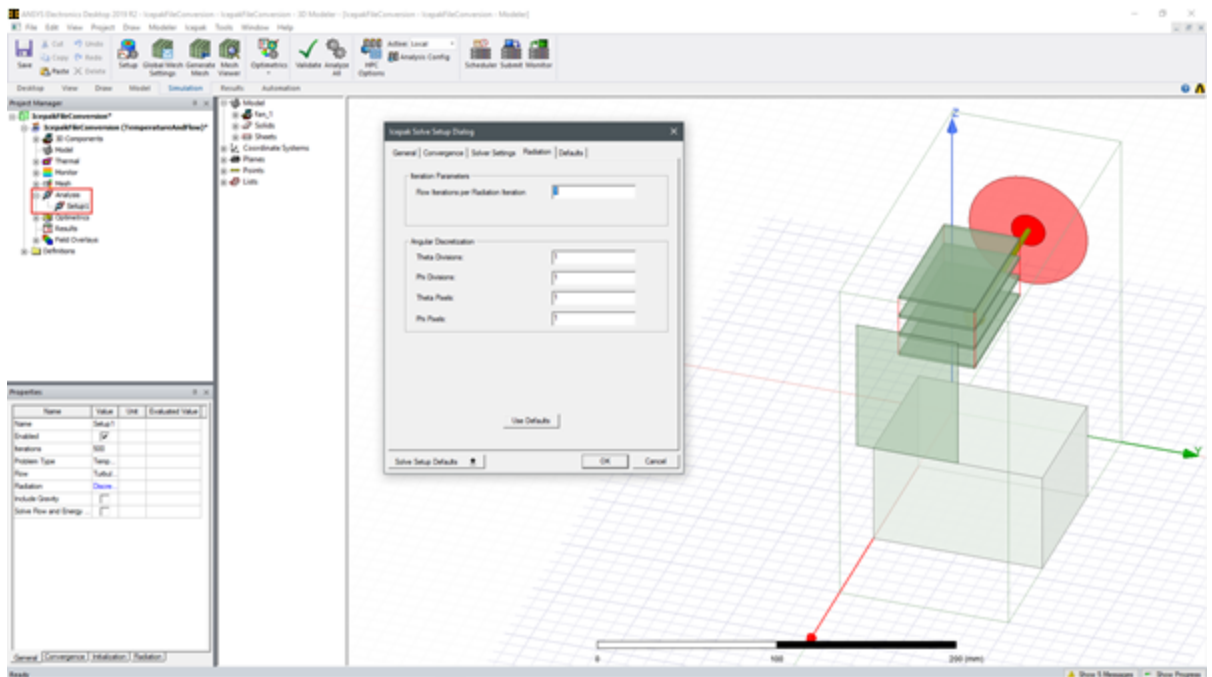 ANSYS Electronics Desktop 2019 R2 - IcepakFileConversion - 3D Modeler - [IcepakFileConversion - IcepakFileConversion - Modeler]
File Edit View Project Draw Modeler Icepak Tools Window Help
Save
Cut
Copy
Paste
Undo
Redo
Delete
Setup
Global Mesh Settings
Generate Mesh
Mesh Viewer
Optimetrics
Validate
Analyze All
HPC Options
Active: Local
Analysis Config
Scheduler
Submit
Monitor
Desktop View Draw Model Simulation Results Automation
Project Manager
IcepakFileConversion*
IcepakFileConversion (TemperatureAndFlow)*
3D Components
Model
Thermal
Monitor
Mesh
Analysis
Setup1
Optimetrics
Results
Field Overlays
Definitions
Model
fan_1
Solids
Sheets
Coordinate Systems
Planes
Points
Lists
Icepak Solve Setup Dialog
General Convergence Solver Settings Radiation Defaults
Iteration Parameters
Flow Iterations per Radiation Iteration
Angular Discretization
Theta Divisions: 1
Phi Divisions: 1
Theta Pixels: 1
Phi Pixels: 1
Use Defaults
Solve Setup Defaults
OK
Cancel
Properties
Name Value Unit Evaluated Value
Name Setup1
Enabled
Iterations 500
Problem Type Temp...
Flow Turbul...
Radiation Discre...
Include Gravity
Solve Flow and Energy ...
General Convergence Initialization Radiation
Z
Y
0 100 200 (mm)
Ready
Show 5 Messages
Show Progress